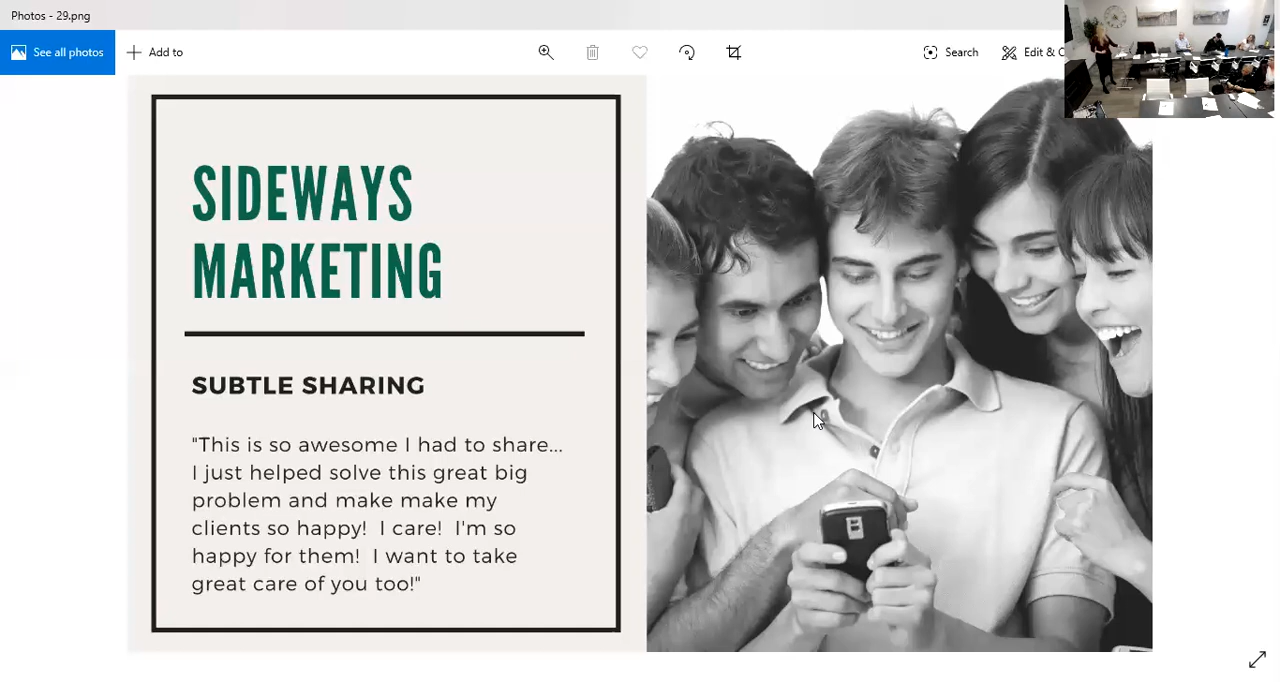 Photos - 29.png
See all photos
Add to
Search
Edit & C
SIDEWAYS
MARKETING
SUBTLE SHARING
"This is so awesome I had to share...
I just helped solve this great big
problem and make make my
clients so happy!  I care!  I'm so
happy for them!  I want to take
great care of you too!"